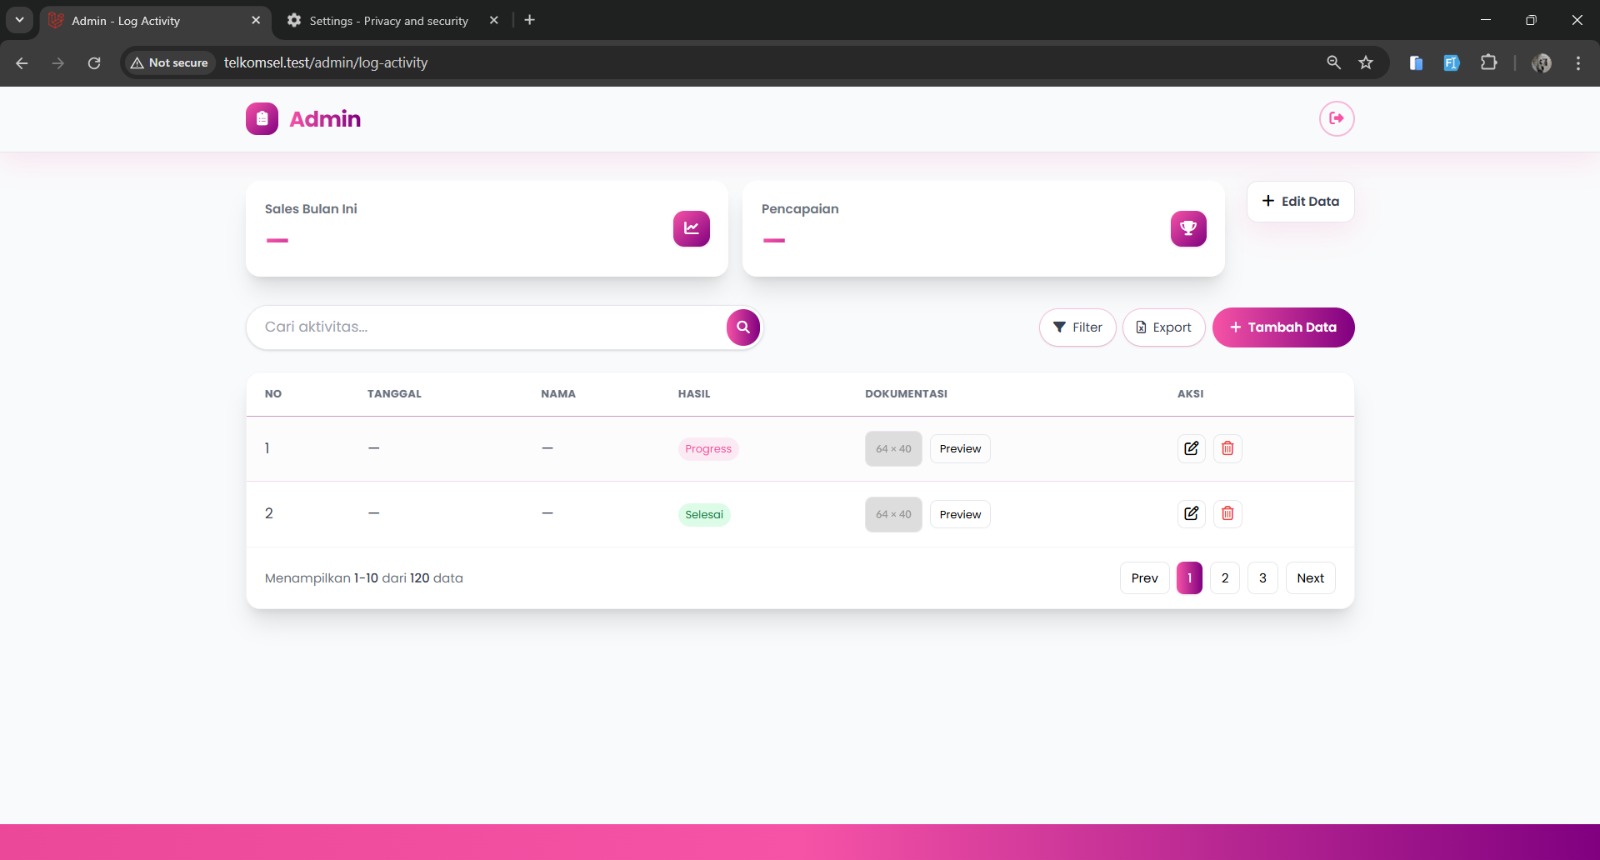 Admin - Log Activity
Settings - Privacy and security
Not secure
telkomsel.test/admin/log-activity
Admin
Sales Bulan Ini
—
Pencapaian
—
+ Edit Data
Cari aktivitas...
Filter
Export
+ Tambah Data
NO TANGGAL NAMA HASIL DOKUMENTASI AKSI
1 — — Progress 64 × 40 Preview
2 — — Selesai 64 × 40 Preview
Menampilkan 1-10 dari 120 data
Prev 1 2 3 Next